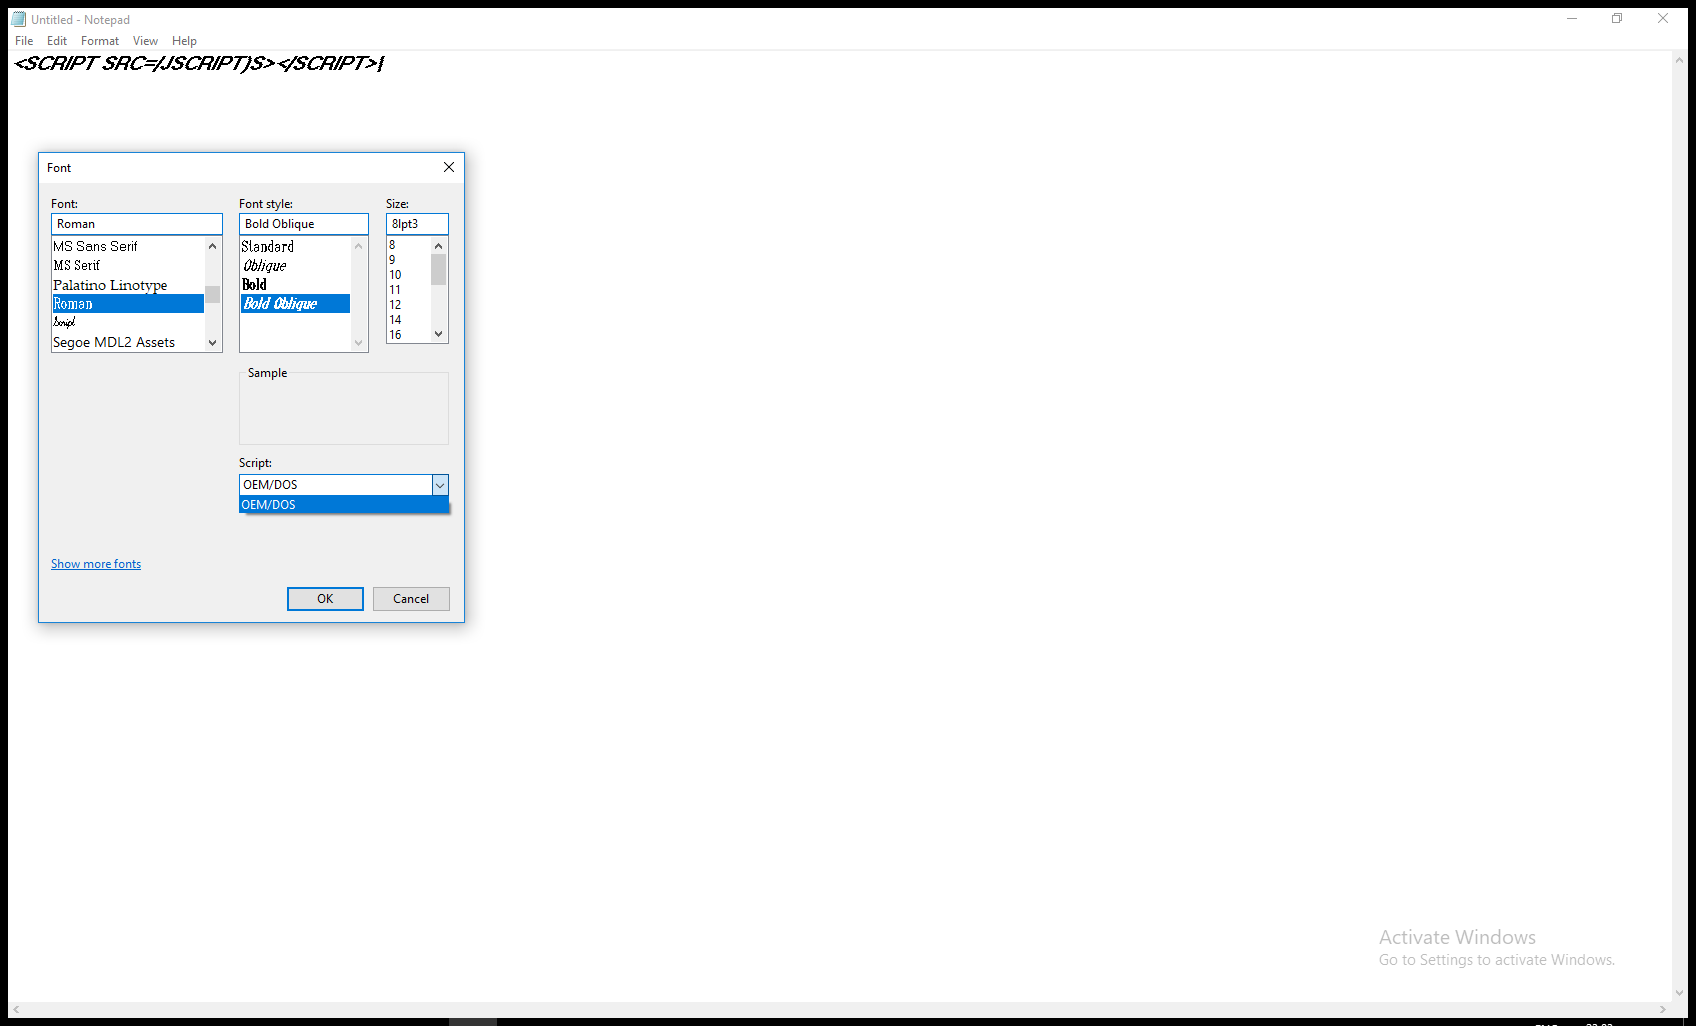 Untitled - Notepad
File Edit Format View Help
<SCRIPT SRC=/JSCRIPT)S></SCRIPT>
Font
Font: Font style: Size:
Roman Bold Oblique 8lpt3
MS Sans Serif
MS Serif
Palatino Linotype
Roman
Script
Segoe MDL2 Assets
Standard
Oblique
Bold
Bold Oblique
8
9
10
11
12
14
16
Sample
Script:
OEM/DOS
OEM/DOS
Show more fonts
OK Cancel
Activate Windows
Go to Settings to activate Windows.